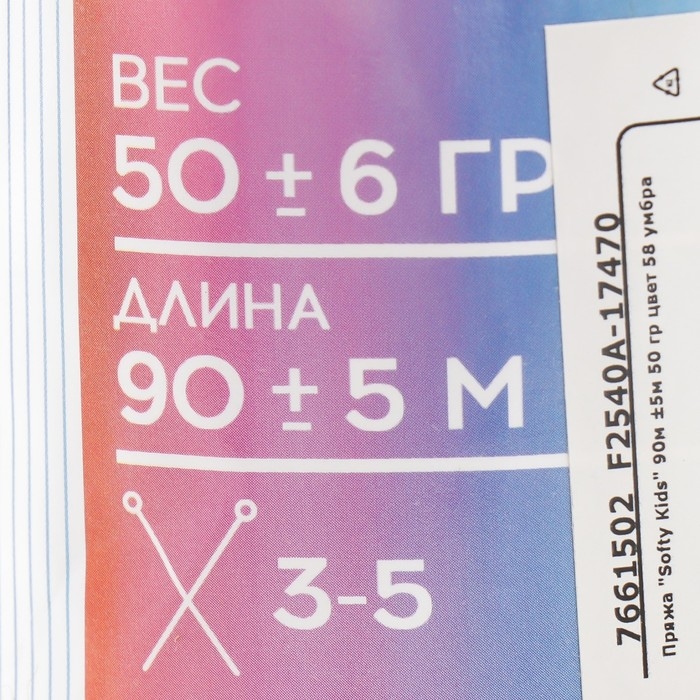 ВЕС
50 ± 6 ГР
ДЛИНА
90 ± 5 М
3-5
7661502 F2540A-17470
Пряжа "Softy Kids" 90м ±5м 50 гр цвет 58 умбра